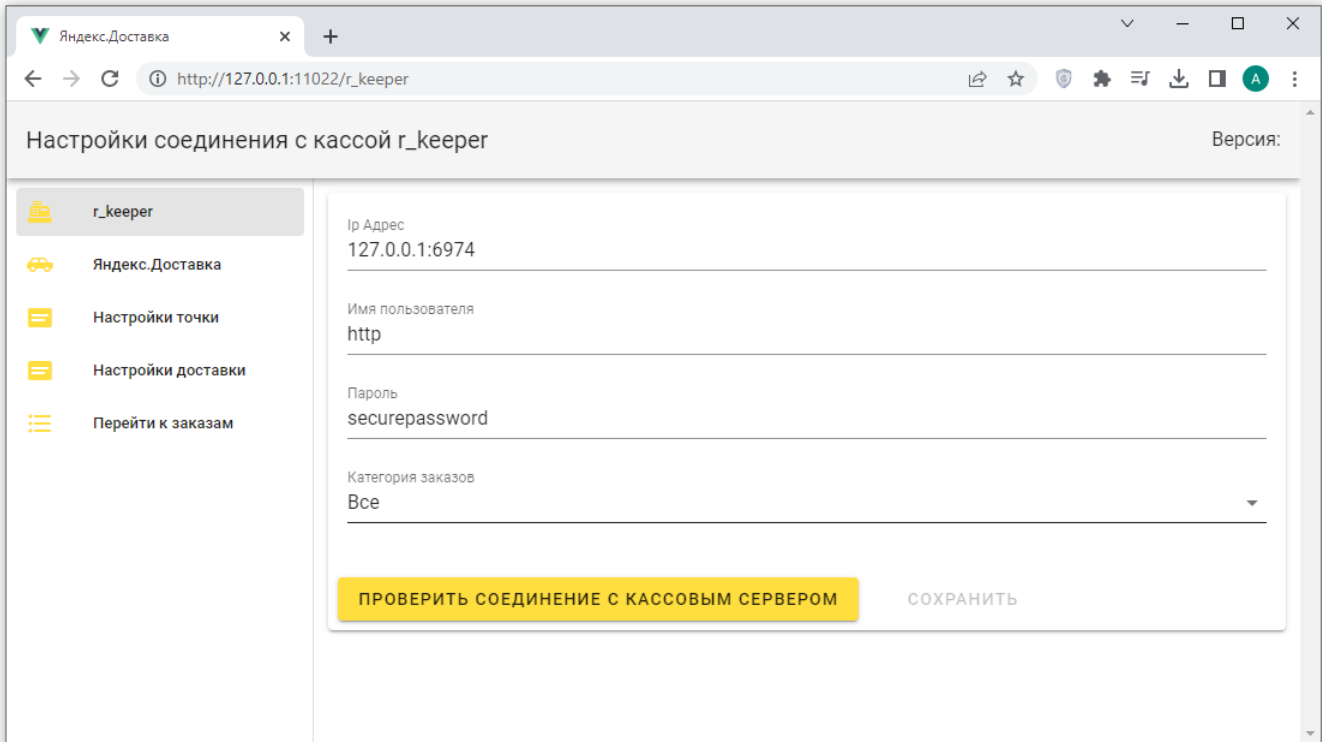 Яндекс.Доставка
http://127.0.0.1:11022/r_keeper
A
Настройки соединения с кассой r_keeper
Версия:
r_keeper
Яндекс.Доставка
Настройки точки
Настройки доставки
Перейти к заказам
Ip Адрес
127.0.0.1:6974
Имя пользователя
http
Пароль
securepassword
Категория заказов
Все
ПРОВЕРИТЬ СОЕДИНЕНИЕ С КАССОВЫМ СЕРВЕРОМ
СОХРАНИТЬ